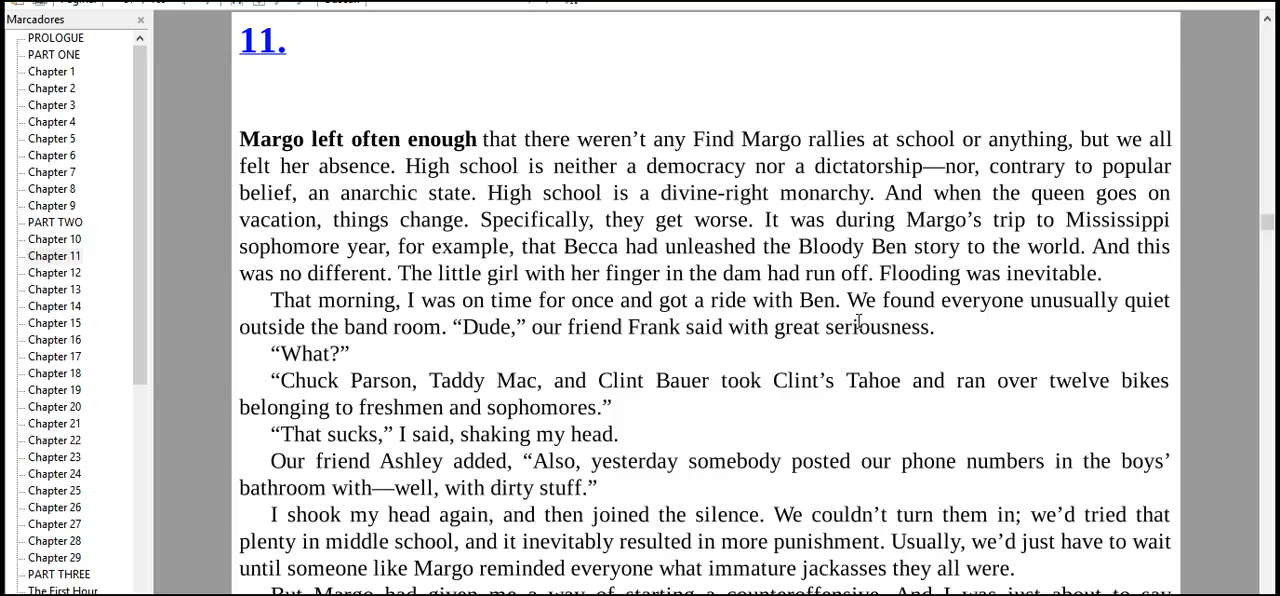 Marcadores
PROLOGUE
PART ONE
Chapter 1
Chapter 2
Chapter 3
Chapter 4
Chapter 5
Chapter 6
Chapter 7
Chapter 8
Chapter 9
PART TWO
Chapter 10
Chapter 11
Chapter 12
Chapter 13
Chapter 14
Chapter 15
Chapter 16
Chapter 17
Chapter 18
Chapter 19
Chapter 20
Chapter 21
Chapter 22
Chapter 23
Chapter 24
Chapter 25
Chapter 26
Chapter 27
Chapter 28
Chapter 29
PART THREE
The First Hour
11.
Margo left often enough that there weren’t any Find Margo rallies at school or anything, but we all
felt her absence. High school is neither a democracy nor a dictatorship—nor, contrary to popular
belief, an anarchic state. High school is a divine-right monarchy. And when the queen goes on
vacation, things change. Specifically, they get worse. It was during Margo’s trip to Mississippi
sophomore year, for example, that Becca had unleashed the Bloody Ben story to the world. And this
was no different. The little girl with her finger in the dam had run off. Flooding was inevitable.
That morning, I was on time for once and got a ride with Ben. We found everyone unusually quiet
outside the band room. “Dude,” our friend Frank said with great seriousness.
“What?”
“Chuck Parson, Taddy Mac, and Clint Bauer took Clint’s Tahoe and ran over twelve bikes
belonging to freshmen and sophomores.”
“That sucks,” I said, shaking my head.
Our friend Ashley added, “Also, yesterday somebody posted our phone numbers in the boys’
bathroom with—well, with dirty stuff.”
I shook my head again, and then joined the silence. We couldn’t turn them in; we’d tried that
plenty in middle school, and it inevitably resulted in more punishment. Usually, we’d just have to wait
until someone like Margo reminded everyone what immature jackasses they all were.
But Margo had given me a way of starting a counteroffensive. And I was just about to say